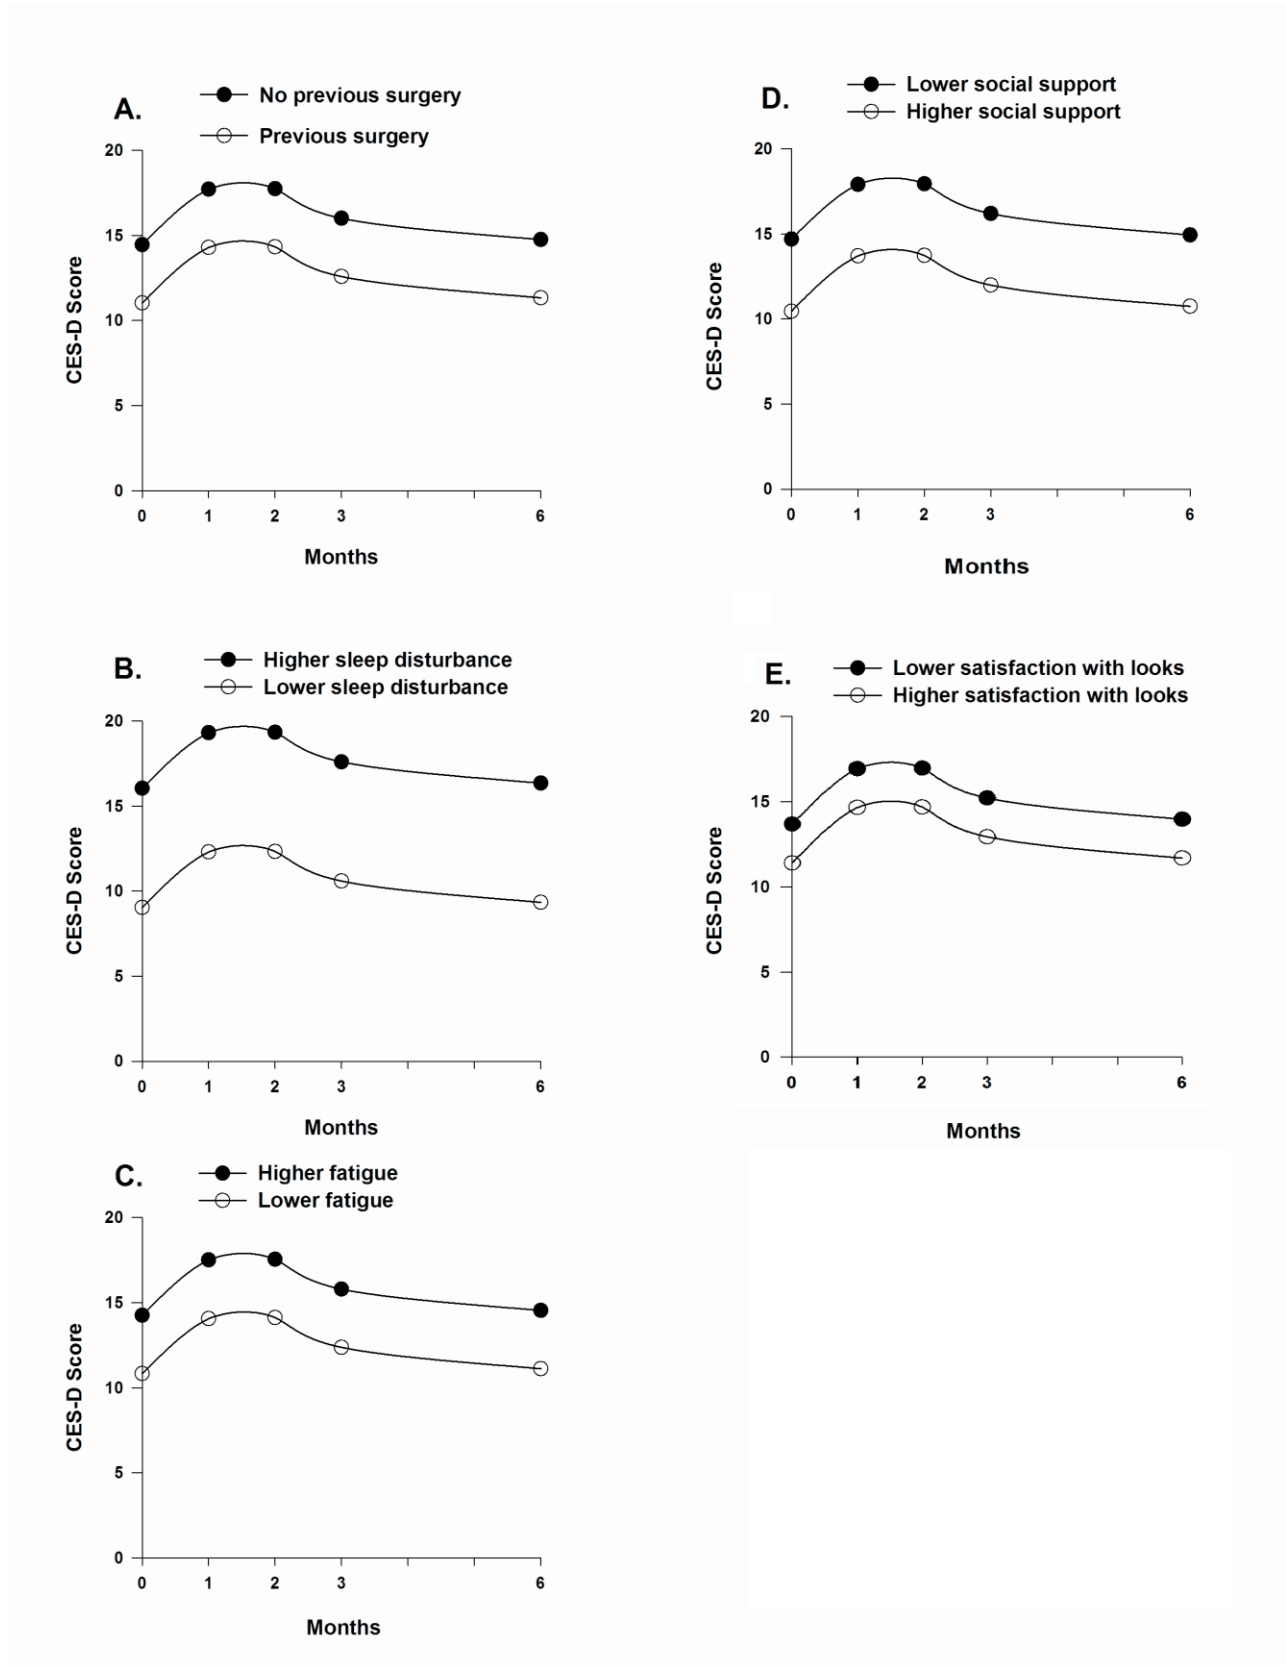 A.
No previous surgery
Previous surgery
20
15
10
5
0
CES-D Score
0 1 2 3 6
Months
B.
Higher sleep disturbance
Lower sleep disturbance
20
15
10
5
0
CES-D Score
0 1 2 3 6
Months
C.
Higher fatigue
Lower fatigue
20
15
10
5
0
CES-D Score
0 1 2 3 6
Months
D.
Lower social support
Higher social support
20
15
10
5
0
CES-D Score
0 1 2 3 6
Months
E.
Lower satisfaction with looks
Higher satisfaction with looks
20
15
10
5
0
CES-D Score
0 1 2 3 6
Months